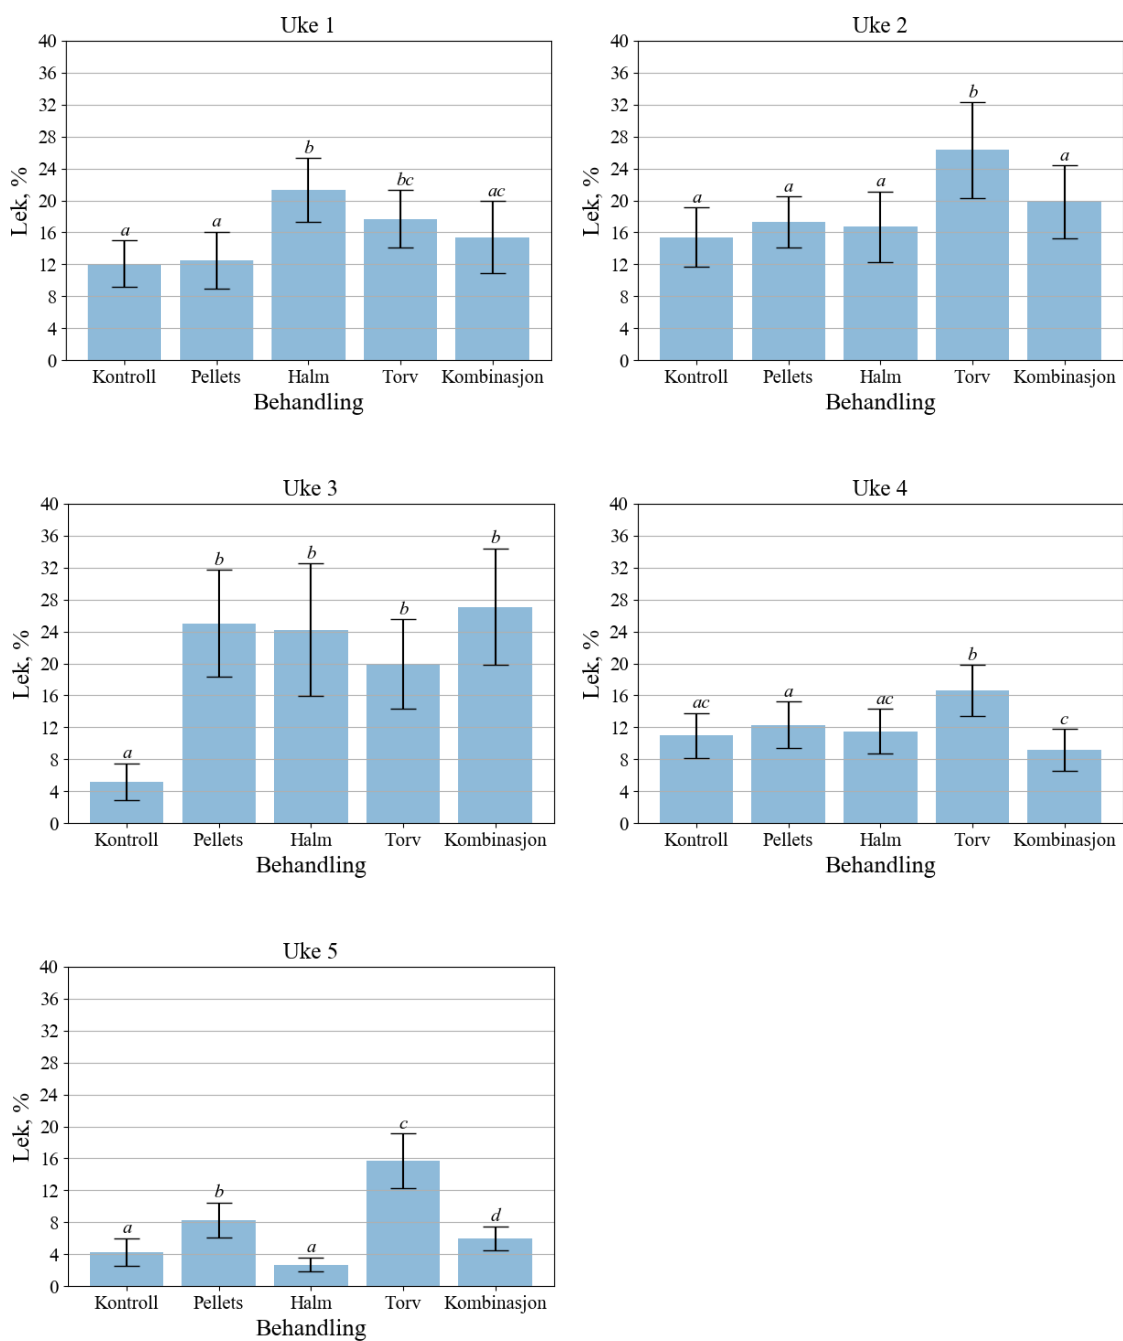 Uke 1
Lek, %
40
36
32
28
24
20
16
12
8
4
0
a
a
b
bc
ac
Kontroll Pellets Halm Torv Kombinasjon
Behandling
Uke 2
Lek, %
40
36
32
28
24
20
16
12
8
4
0
a
a
a
b
a
Kontroll Pellets Halm Torv Kombinasjon
Behandling
Uke 3
Lek, %
40
36
32
28
24
20
16
12
8
4
0
a
b
b
b
b
Kontroll Pellets Halm Torv Kombinasjon
Behandling
Uke 4
Lek, %
40
36
32
28
24
20
16
12
8
4
0
ac
a
ac
b
c
Kontroll Pellets Halm Torv Kombinasjon
Behandling
Uke 5
Lek, %
40
36
32
28
24
20
16
12
8
4
0
a
b
a
c
d
Kontroll Pellets Halm Torv Kombinasjon
Behandling